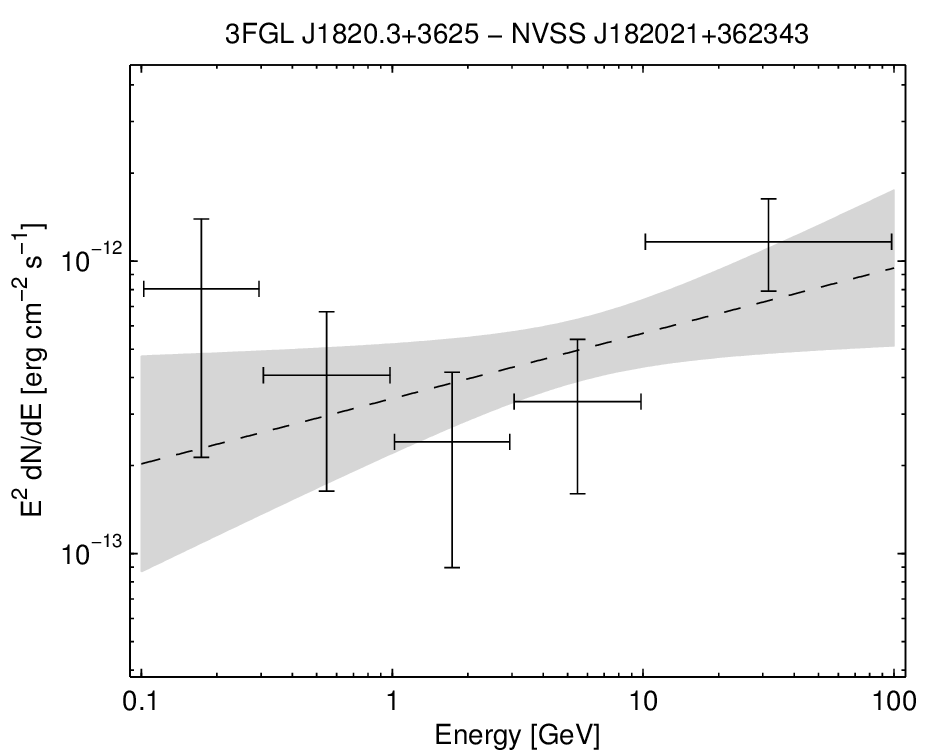 3FGL J1820.3+3625 − NVSS J182021+362343
E² dN/dE [erg cm⁻² s⁻¹]
10⁻¹²
10⁻¹³
0.1 1 10 100
Energy [GeV]